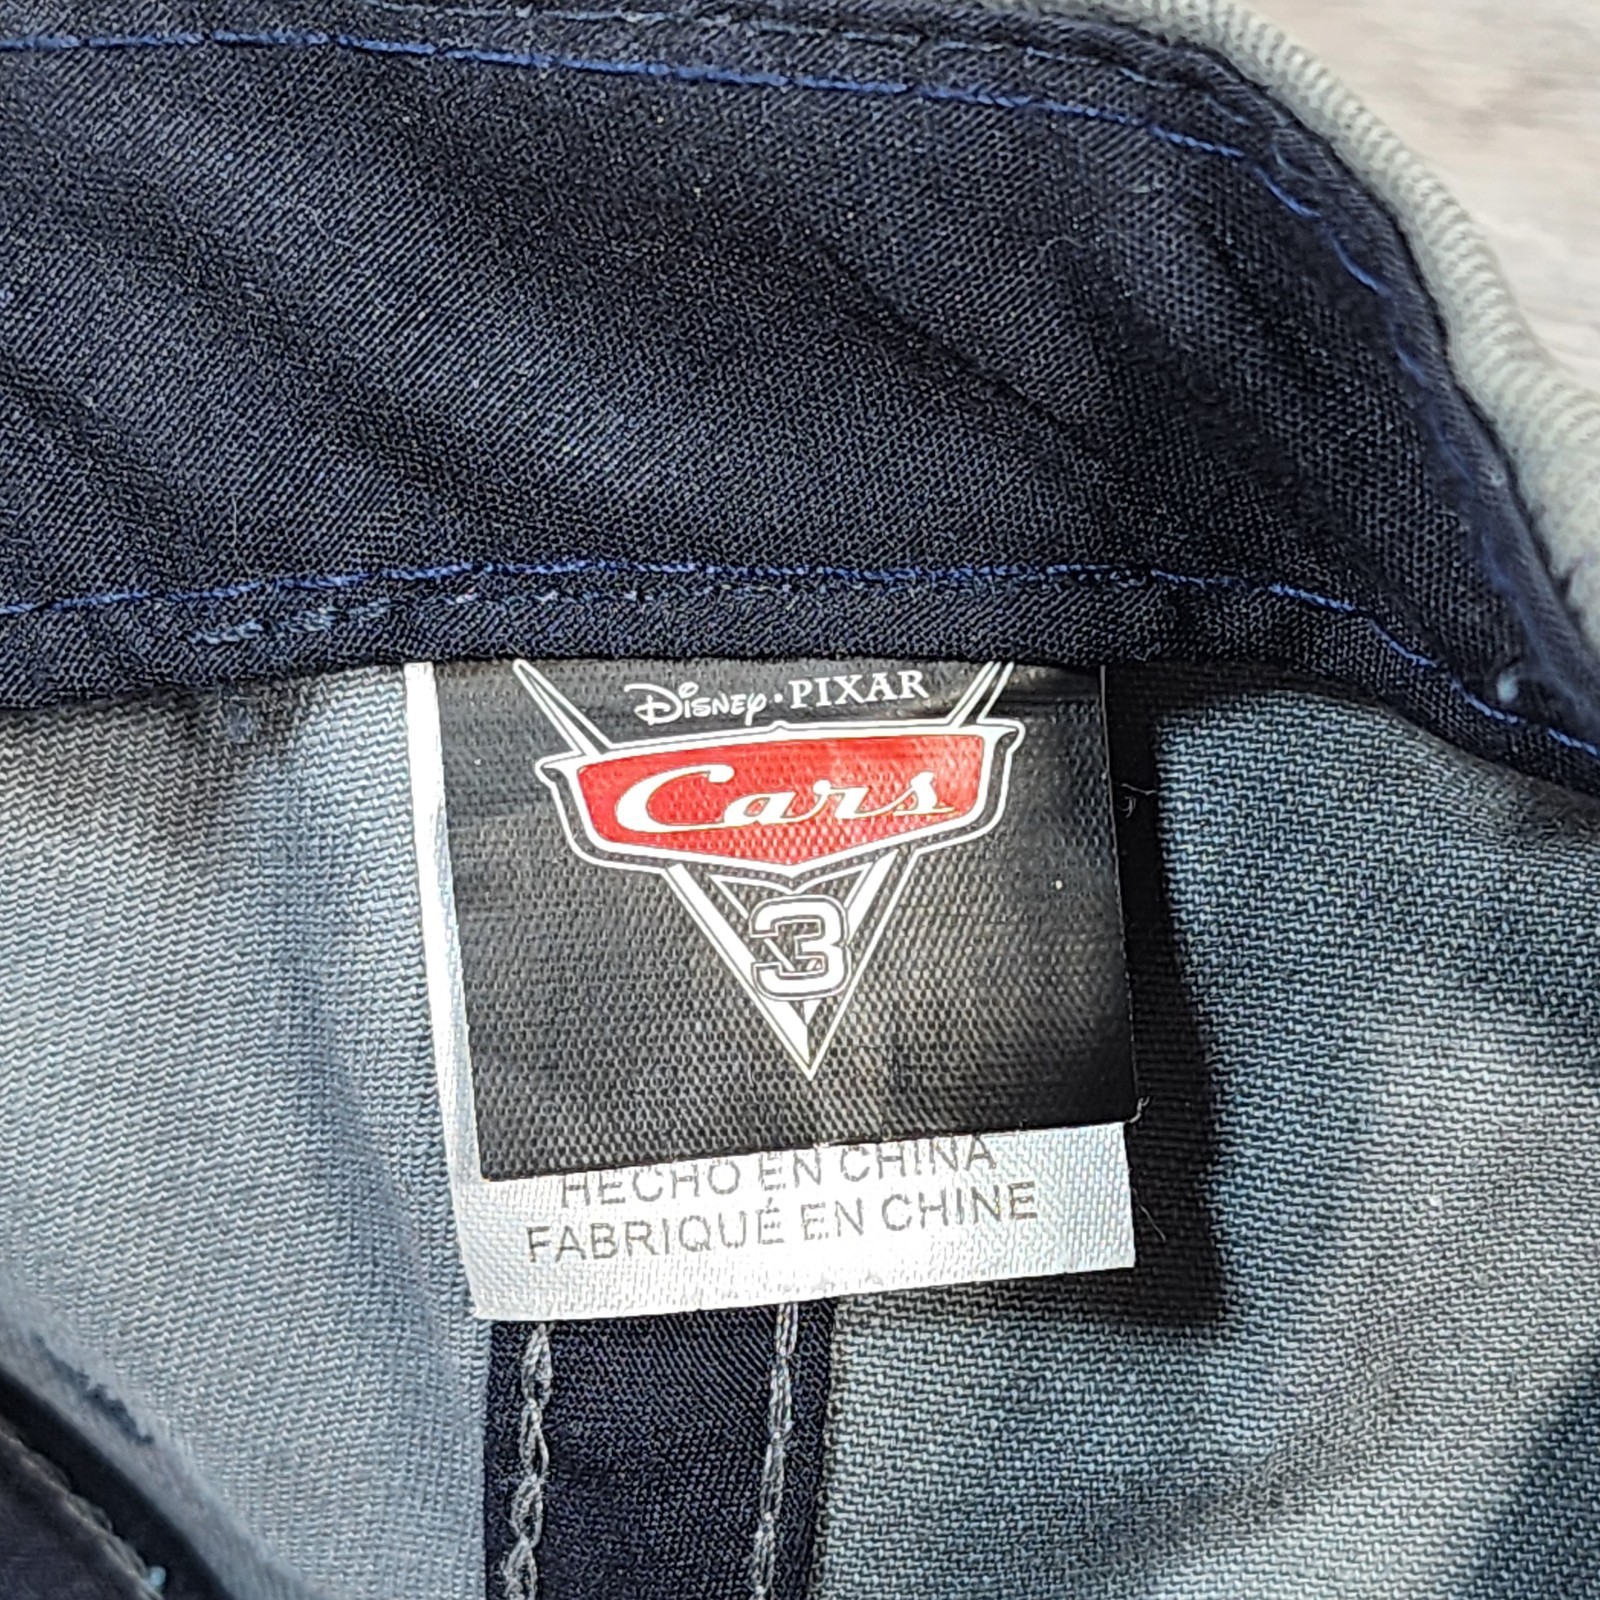 Disney·PIXAR
Cars
3
HECHO EN CHINA
FABRIQUÉ EN CHINE